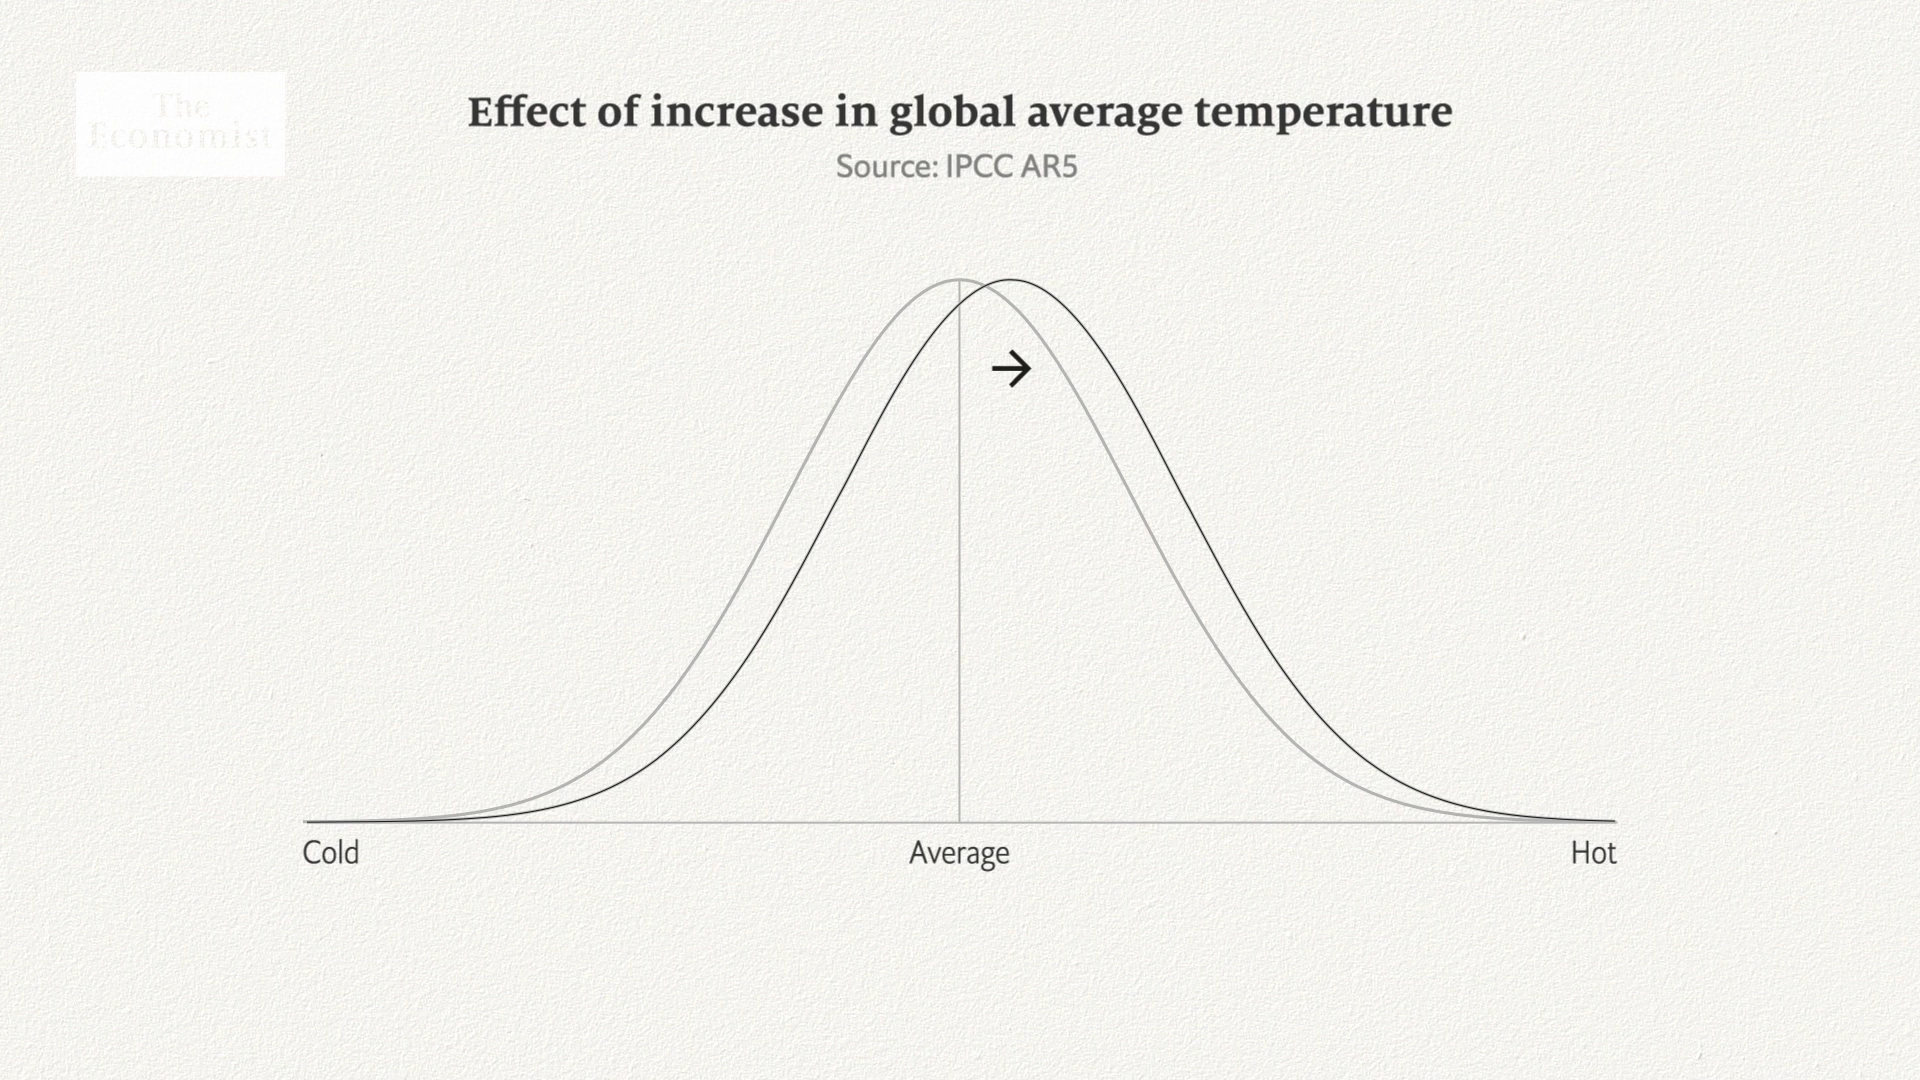 The
Economist
Effect of increase in global average temperature
Source: IPCC AR5
Cold
Average
Hot